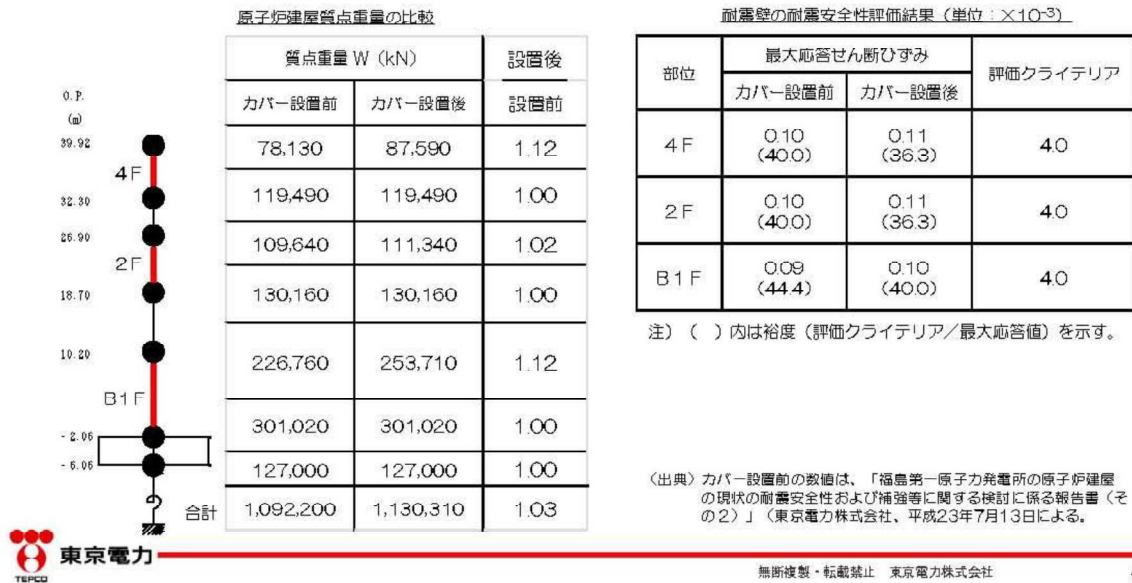 原子炉建屋質点重量の比較
質点重量 W（kN）
設置後
設置前
カバー設置前
カバー設置後
O.P.
(m)
39.92
4F
78,130 87,590 1.12
32.30
119,490 119,490 1.00
26.90
2F
109,640 111,340 1.02
18.70
130,160 130,160 1.00
10.20
B1F
226,760 253,710 1.12
-2.06
301,020 301,020 1.00
-6.06
127,000 127,000 1.00
合計 1,092,200 1,130,310 1.03
耐震壁の耐震安全性評価結果（単位：×10-3）
部位
最大応答せん断ひずみ
評価クライテリア
カバー設置前 カバー設置後
4F 0.10 0.11 4.0
(40.0) (36.3)
2F 0.10 0.11 4.0
(40.0) (36.3)
B1F 0.09 0.10 4.0
(44.4) (40.0)
注）（　）内は裕度（評価クライテリア／最大応答値）を示す。
（出典）カバー設置前の数値は、「福島第一原子力発電所の原子炉建屋
の現状の耐震安全性および補強等に関する検討に係る報告書（そ
の2）」（東京電力株式会社、平成23年7月13日による。
TEPCO
東京電力
無断複製・転載禁止　東京電力株式会社